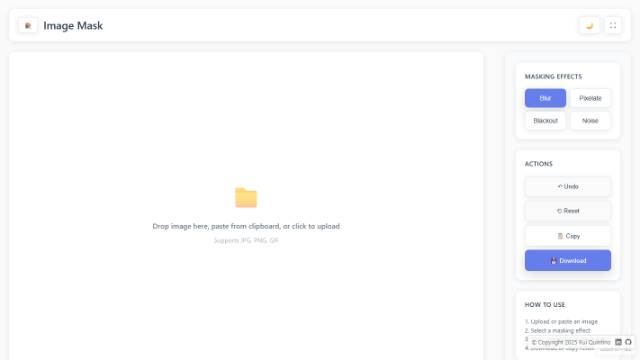 Image Mask
Drop image here, paste from clipboard, or click to upload
Supports JPG, PNG, GIF
MASKING EFFECTS
Blur
Pixelate
Blackout
Noise
ACTIONS
Undo
Reset
Copy
Download
HOW TO USE
1. Upload or paste an image
2. Select a masking effect
3.
© Copyright 2025 Rui Quintino
4. Download or copy